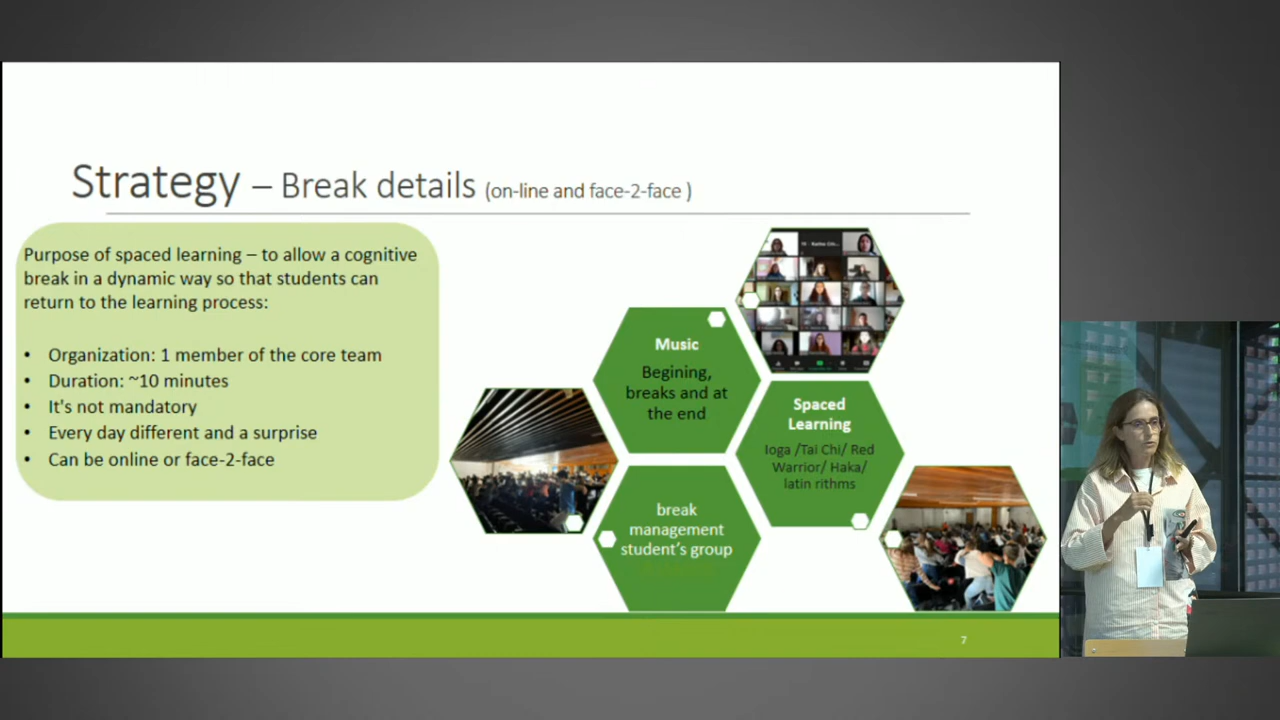 Strategy – Break details (on-line and face-2-face )
Purpose of spaced learning – to allow a cognitive
break in a dynamic way so that students can
return to the learning process:
• Organization: 1 member of the core team
• Duration: ~10 minutes
• It's not mandatory
• Every day different and a surprise
• Can be online or face-2-face
Music
Begining,
breaks and at
the end
Spaced
Learning
Ioga /Tai Chi/ Red
Warrior/ Haka/
latin rithms
break
management
student's group
7